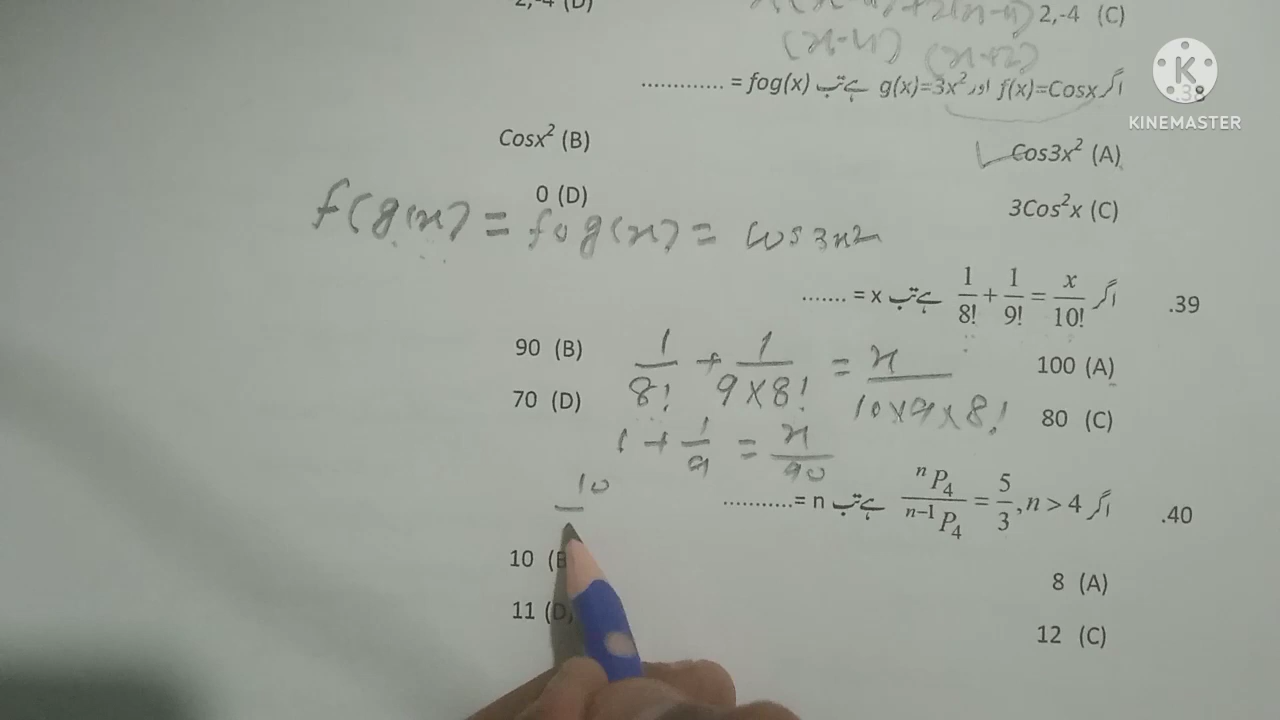 2,-4 (C)
2,-4 (D)
(x-4) (x+2)
KINEMASTER
.38 اگر f(x)=Cosx اور g(x)=3x² ہے تب fog(x) = .............
Cos3x² (A)
Cosx² (B)
3Cos²x (C)
0 (D)
f(g(x) = fog(x) = cos3x2
.39 اگر 1/8! + 1/9! = x/10! ہے تب x = .......
100 (A)
90 (B)
80 (C)
70 (D)
1/8! + 1/9×8! = x/10×9×8!
1 + 1/9 = x/90
10
.40 اگر ⁿP₄/ⁿ⁻¹P₄ = 5/3, n > 4 ہے تب n = ...........
8 (A)
10 (B
12 (C)
11 (D)